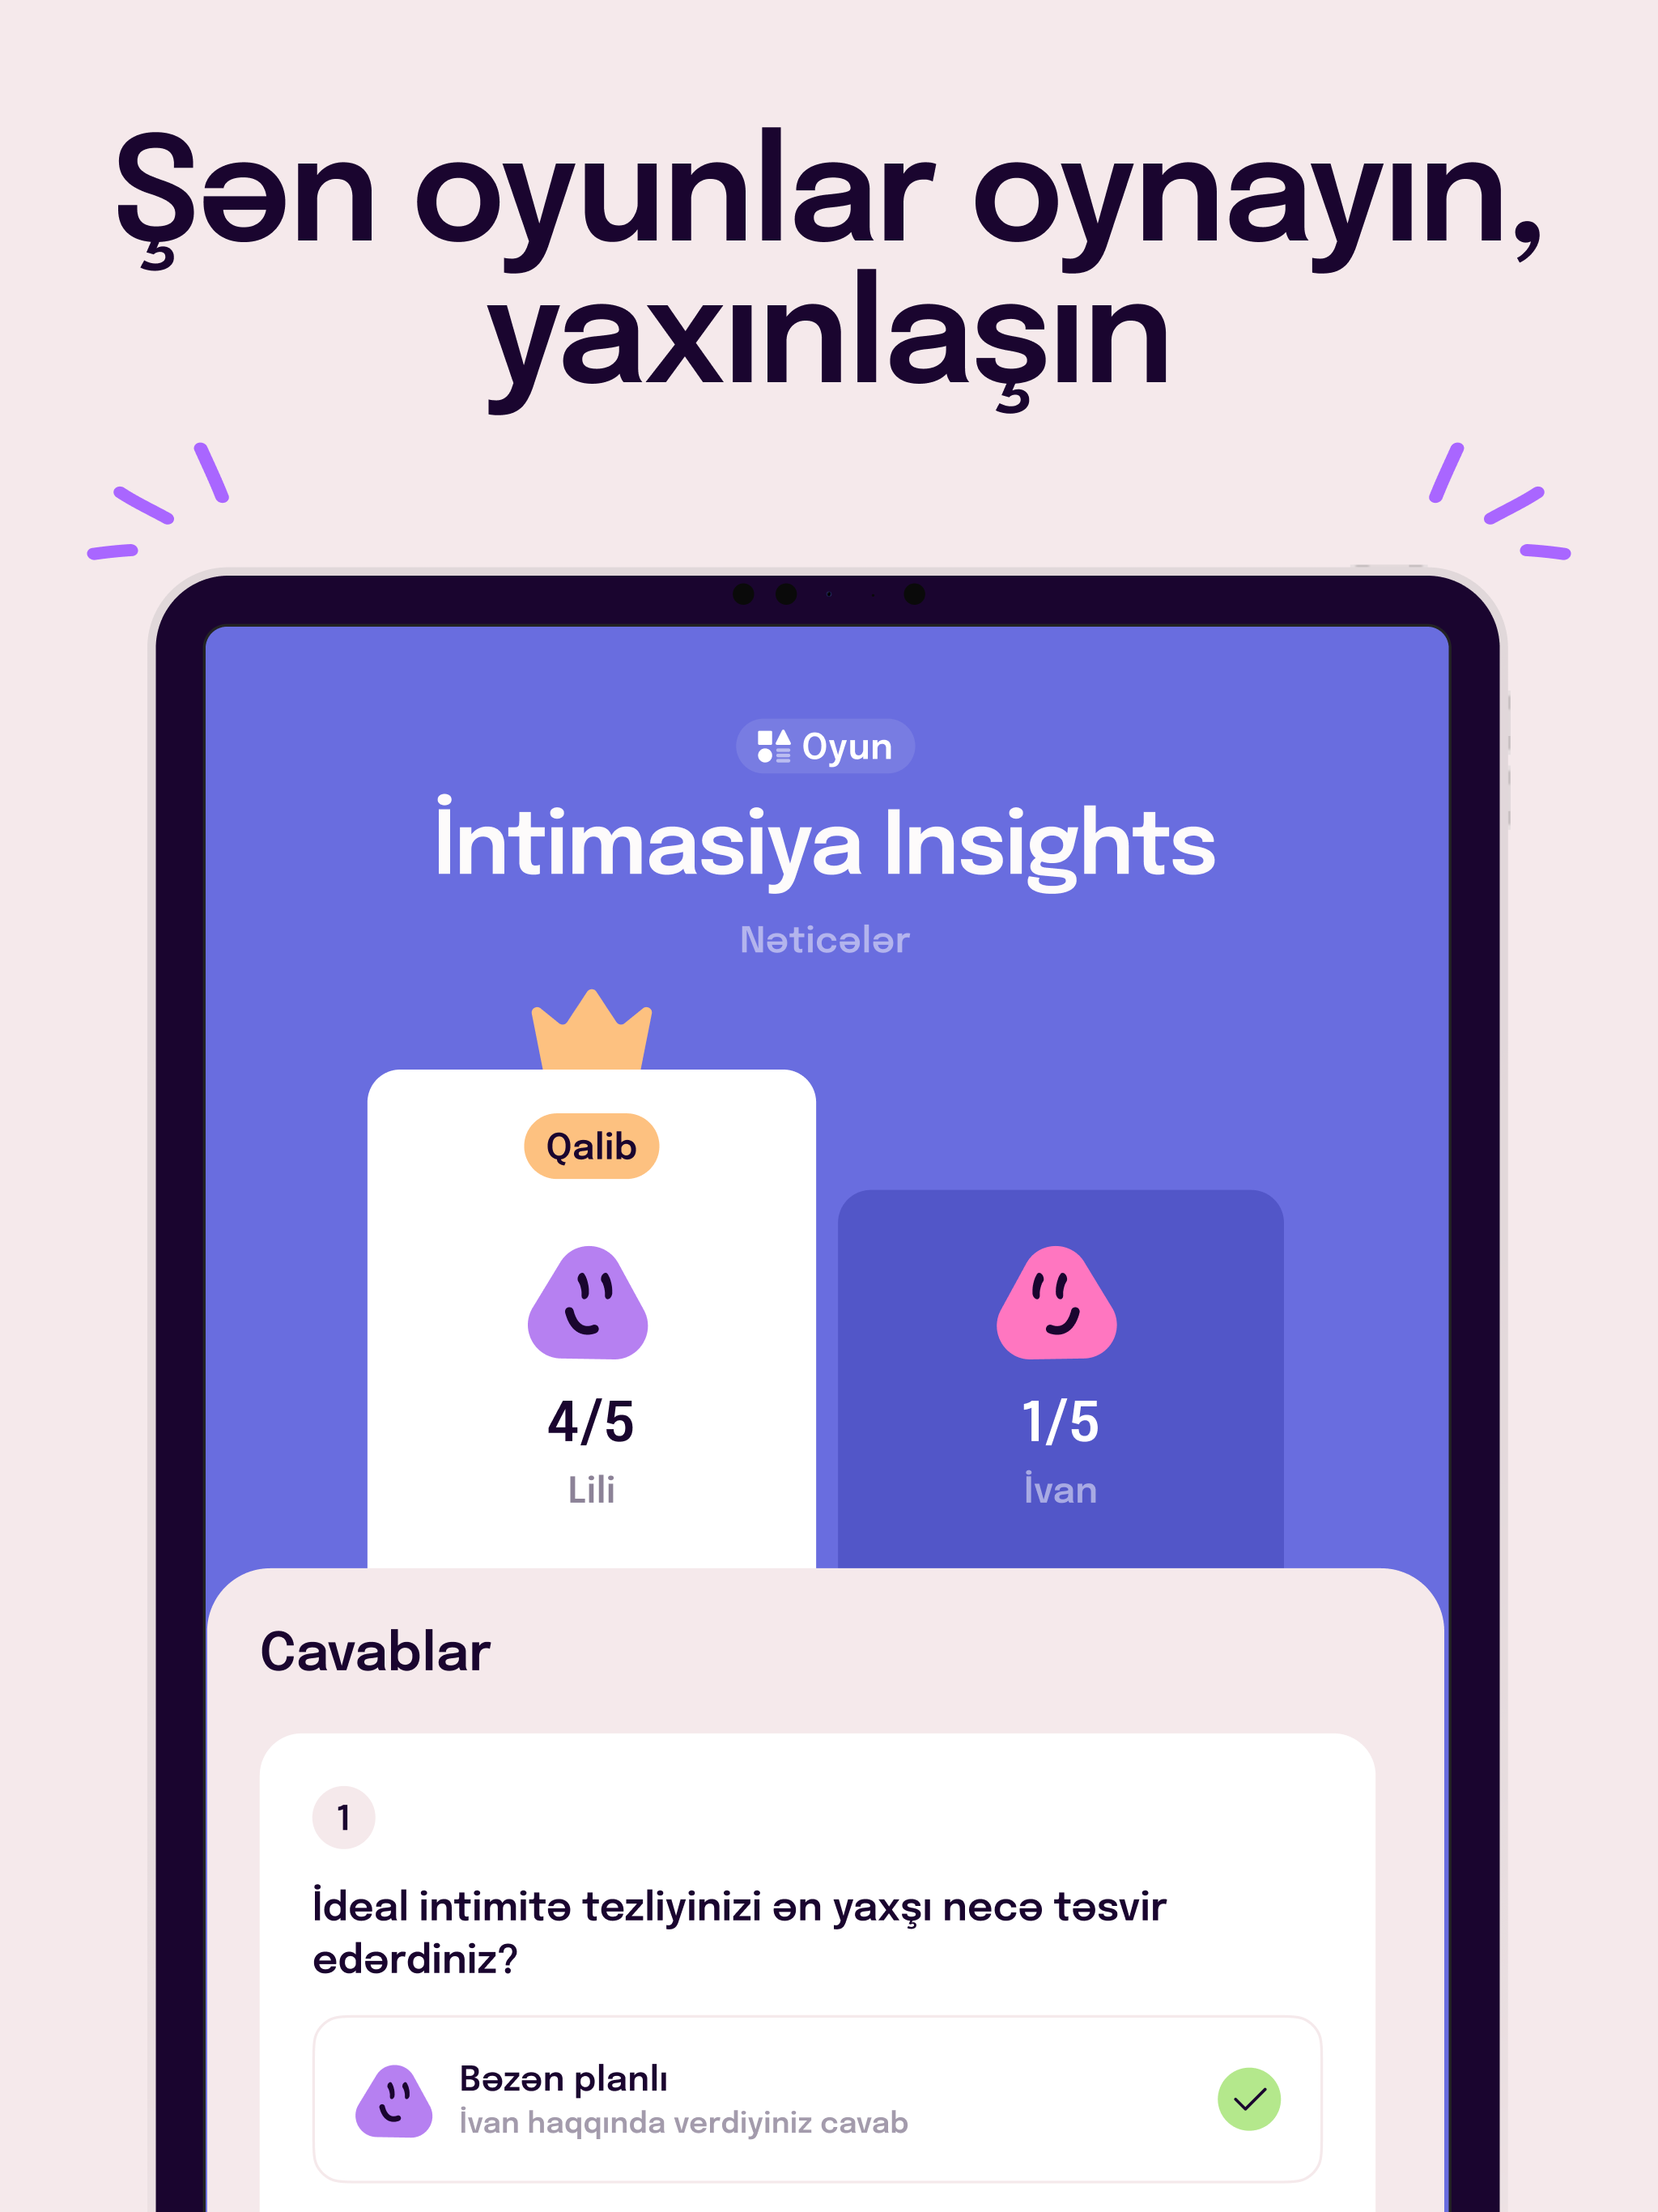 Şən oyunlar oynayın,
yaxınlaşın
Oyun
İntimasiya Insights
Nəticələr
Qalib
4/5
Lili
1/5
İvan
Cavablar
1
İdeal intimitə tezliyinizi ən yaxşı necə təsvir
edərdiniz?
Bəzən planlı
İvan haqqında verdiyiniz cavab